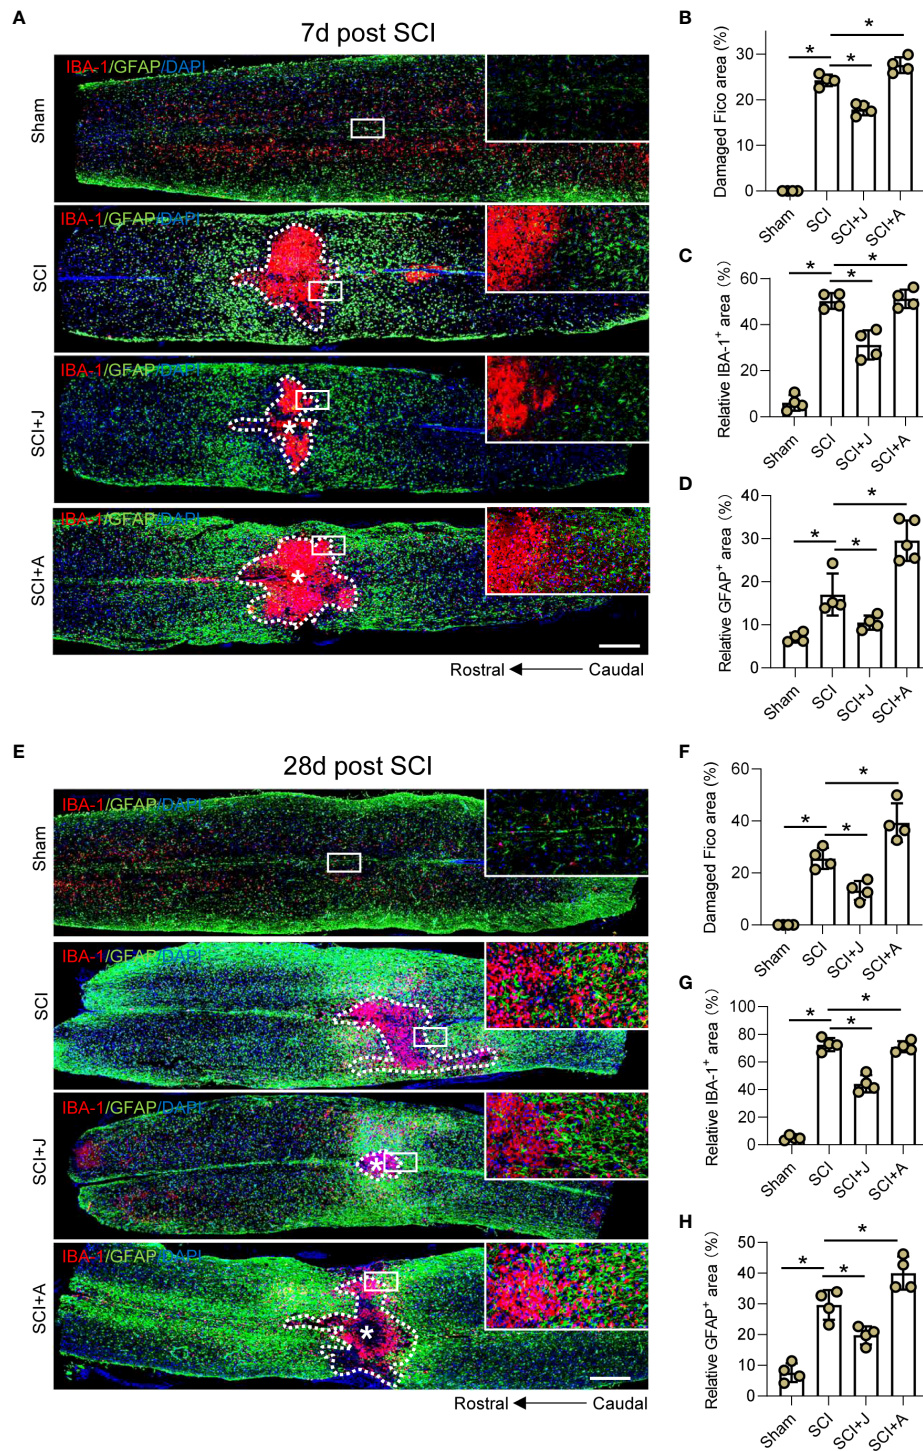 A
7d post SCI
Sham
IBA-1/GFAP/DAPI
SCI
IBA-1/GFAP/DAPI
SCI+J
IBA-1/GFAP/DAPI
*
SCI+A
IBA-1/GFAP/DAPI
*
Rostral Caudal
B
Damaged Fico area (%)
30
20
10
0
* * *
Sham SCI SCI+J SCI+A
C
Relative IBA-1⁺ area (%)
60
40
20
0
* * *
Sham SCI SCI+J SCI+A
D
Relative GFAP⁺ area (%)
40
30
20
10
0
* * *
Sham SCI SCI+J SCI+A
E
28d post SCI
Sham
IBA-1/GFAP/DAPI
SCI
IBA-1/GFAP/DAPI
SCI+J
IBA-1/GFAP/DAPI
*
SCI+A
IBA-1/GFAP/DAPI
*
Rostral Caudal
F
Damaged Fico area (%)
60
40
20
0
* * *
Sham SCI SCI+J SCI+A
G
Relative IBA-1⁺ area (%)
100
80
60
40
20
0
* * *
Sham SCI SCI+J SCI+A
H
Relative GFAP⁺ area (%)
50
40
30
20
10
0
* * *
Sham SCI SCI+J SCI+A